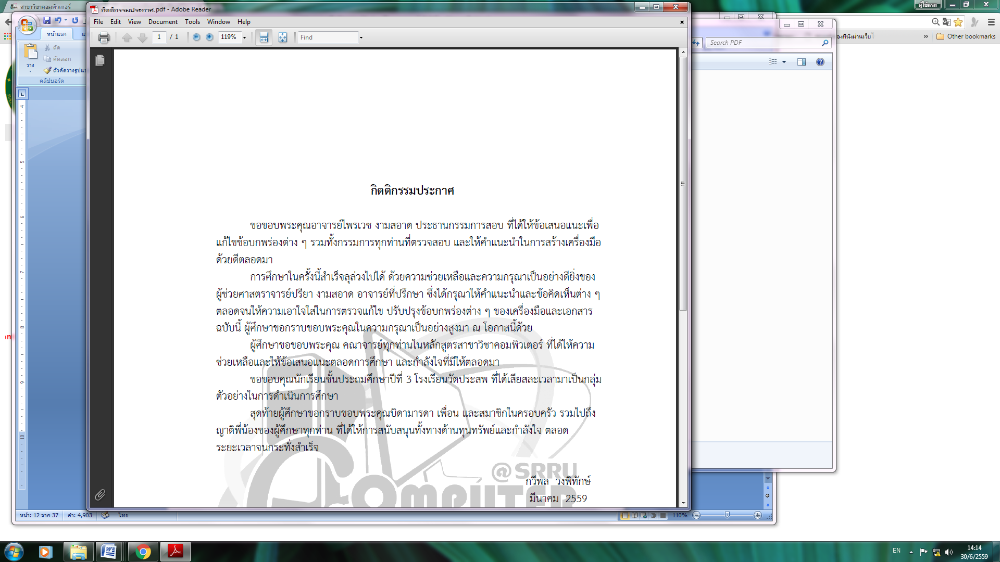 สาขาวิชาคอมพิวเตอร์
กิตติกรรมประกาศ.pdf - Adobe Reader
ผู้ใช้แรก
File Edit View Document Tools Window Help
1 / 1 119% Find
หน้าแรก
วาง
ตัด
คัดลอก
ตัวคัดวางรูปแบ
คลิปบอร์ด
Search PDF
Other bookmarks
กิตติกรรมประกาศ
ขอขอบพระคุณอาจารย์ไพรเวช งามสอาด ประธานกรรมการสอบ ที่ได้ให้ข้อเสนอแนะเพื่อ
แก้ไขข้อบกพร่องต่าง ๆ รวมทั้งกรรมการทุกท่านที่ตรวจสอบ และให้คำแนะนำในการสร้างเครื่องมือ
ด้วยดีตลอดมา
การศึกษาในครั้งนี้สำเร็จลุล่วงไปได้ ด้วยความช่วยเหลือและความกรุณาเป็นอย่างดียิ่งของ
ผู้ช่วยศาสตราจารย์ปรียา งามสอาด อาจารย์ที่ปรึกษา ซึ่งได้กรุณาให้คำแนะนำและข้อคิดเห็นต่าง ๆ
ตลอดจนให้ความเอาใจใส่ในการตรวจแก้ไข ปรับปรุงข้อบกพร่องต่าง ๆ ของเครื่องมือและเอกสาร
ฉบับนี้ ผู้ศึกษาขอกราบขอบพระคุณในความกรุณาเป็นอย่างสูงมา ณ โอกาสนี้ด้วย
ผู้ศึกษาขอขอบพระคุณ คณาจารย์ทุกท่านในหลักสูตรสาขาวิชาคอมพิวเตอร์ ที่ได้ให้ความ
ช่วยเหลือและให้ข้อเสนอแนะตลอดการศึกษา และกำลังใจที่มีให้ตลอดมา
ขอขอบคุณนักเรียนชั้นประถมศึกษาปีที่ 3 โรงเรียนวัดประสพ ที่ได้เสียสละเวลามาเป็นกลุ่ม
ตัวอย่างในการดำเนินการศึกษา
สุดท้ายผู้ศึกษาขอกราบขอบพระคุณบิดามารดา เพื่อน และสมาชิกในครอบครัว รวมไปถึง
ญาติพี่น้องของผู้ศึกษาทุกท่าน ที่ได้ให้การสนับสนุนทั้งทางด้านทุนทรัพย์และกำลังใจ ตลอด
ระยะเวลาจนกระทั่งสำเร็จ
@SRRU
COMPUTER
กวีพล วงพิทักษ์
มีนาคม 2559
หน้า: 12 จาก 37 คำ: 4,903 ไทย
110%
EN
14:14
30/6/2559